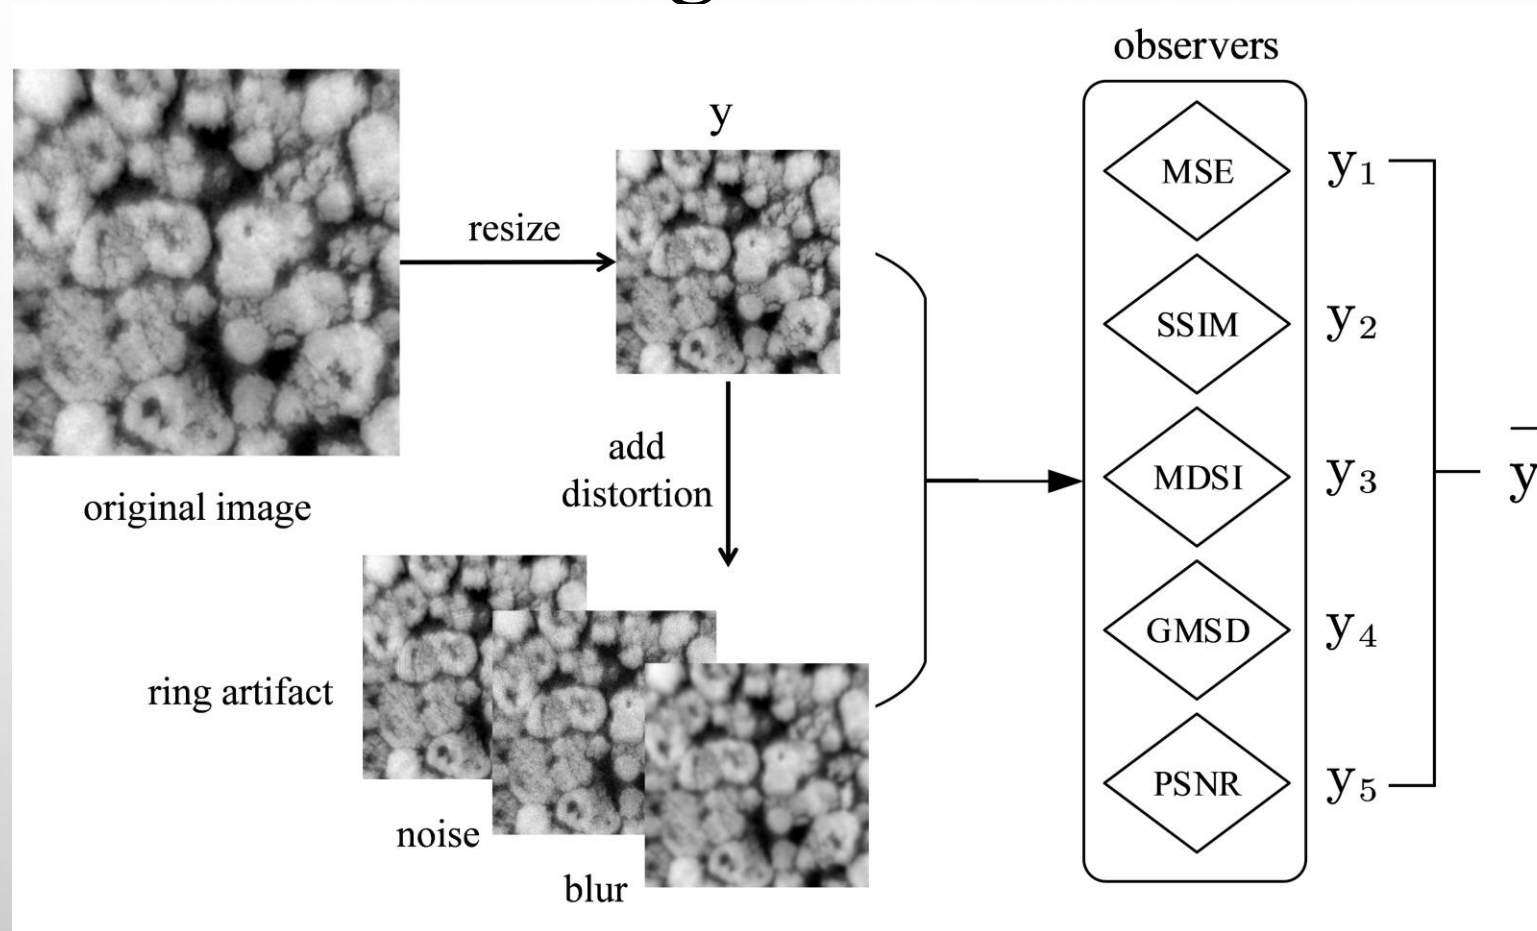 observers
y
MSE
y1
resize
SSIM
y2
add
distortion
MDSI
y3
y
original image
GMSD
y4
ring artifact
PSNR
y5
noise
blur